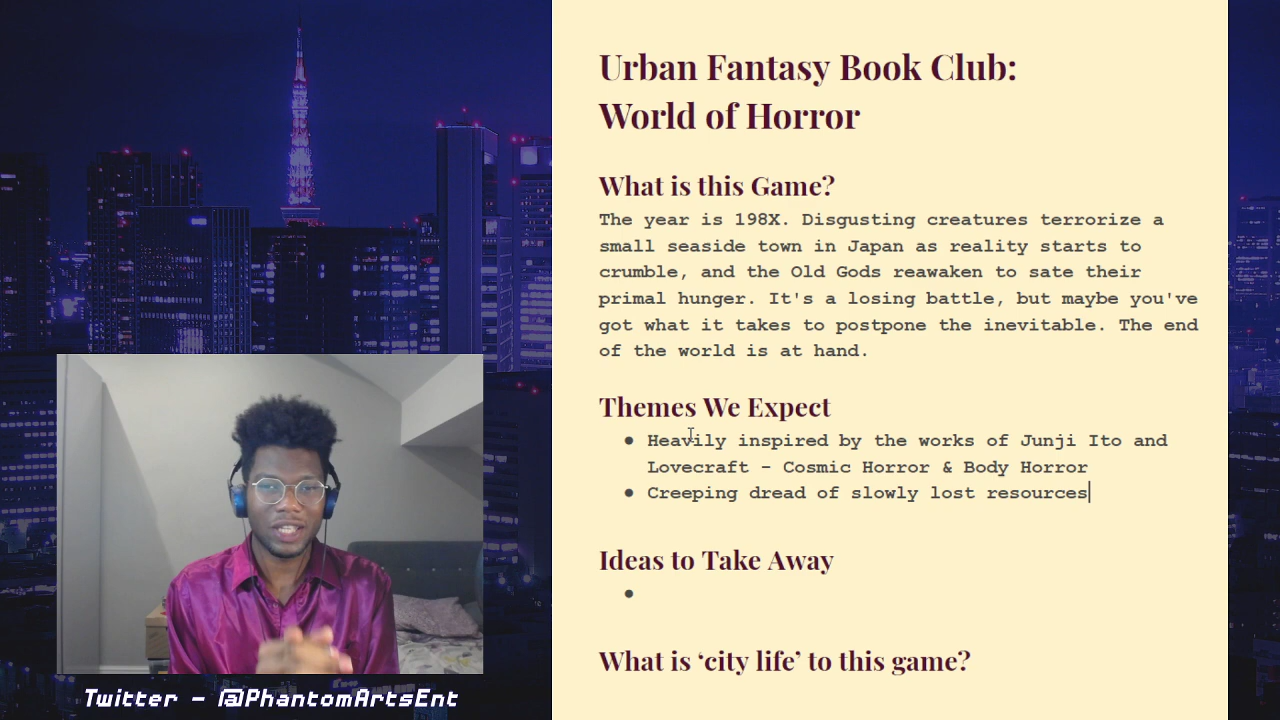 Urban Fantasy Book Club:
World of Horror
What is this Game?
The year is 198X. Disgusting creatures terrorize a
small seaside town in Japan as reality starts to
crumble, and the Old Gods reawaken to sate their
primal hunger. It's a losing battle, but maybe you've
got what it takes to postpone the inevitable. The end
of the world is at hand.
Themes We Expect
● Heavily inspired by the works of Junji Ito and
Lovecraft - Cosmic Horror & Body Horror
● Creeping dread of slowly lost resources
Ideas to Take Away
●
What is ‘city life’ to this game?
Twitter - @PhantomArtsEnt